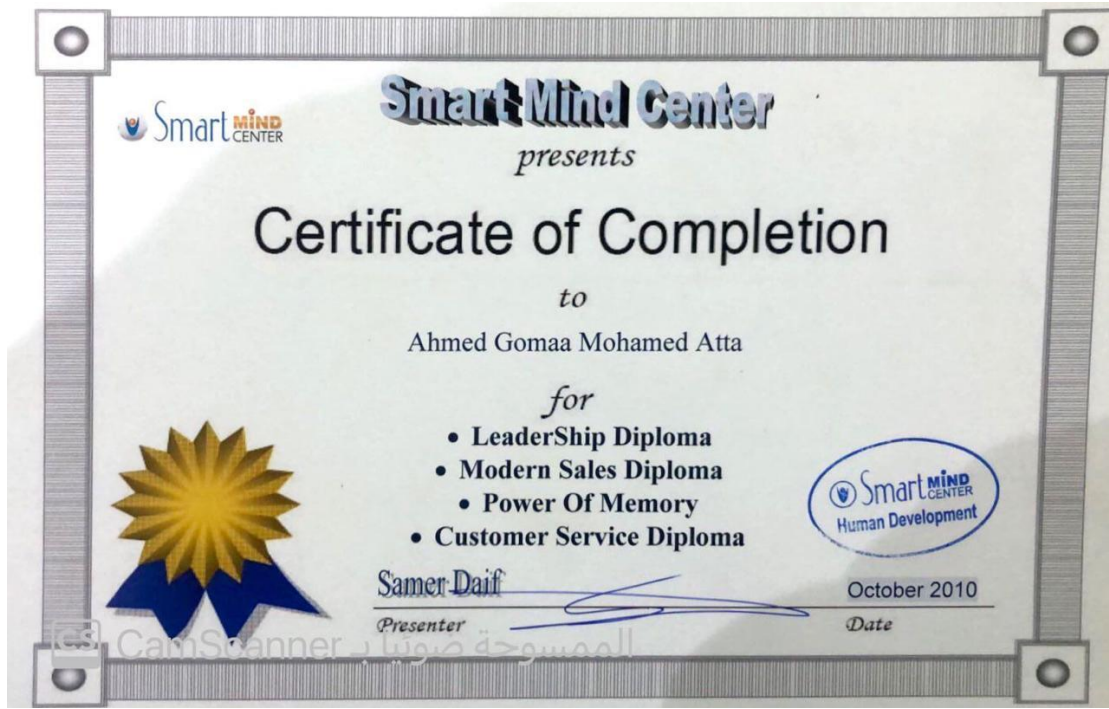 Smart MiND CENTER
Smart Mind Center
presents
Certificate of Completion
to
Ahmed Gomaa Mohamed Atta
for
• LeaderShip Diploma
• Modern Sales Diploma
• Power Of Memory
• Customer Service Diploma
Smart MiND CENTER
Human Development
Samer Daif
October 2010
Presenter
Date
CS CamScanner الممسوحة ضوئيا بـ